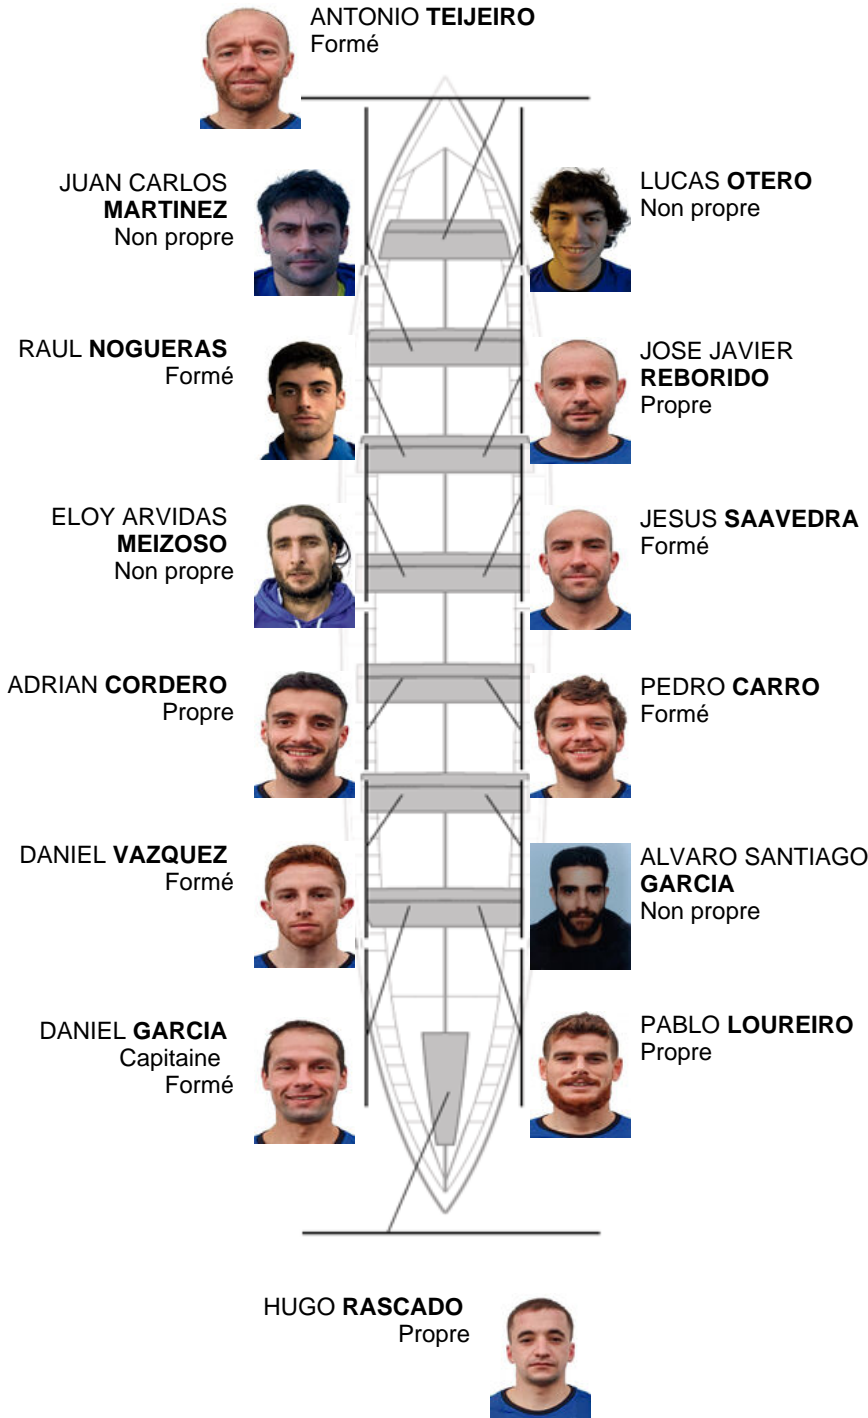 ANTONIO TEIJEIRO
Formé
JUAN CARLOS
MARTINEZ
Non propre
LUCAS OTERO
Non propre
RAUL NOGUERAS
Formé
JOSE JAVIER
REBORIDO
Propre
ELOY ARVIDAS
MEIZOSO
Non propre
JESUS SAAVEDRA
Formé
ADRIAN CORDERO
Propre
PEDRO CARRO
Formé
DANIEL VAZQUEZ
Formé
ALVARO SANTIAGO
GARCIA
Non propre
DANIEL GARCIA
Capitaine
Formé
PABLO LOUREIRO
Propre
HUGO RASCADO
Propre